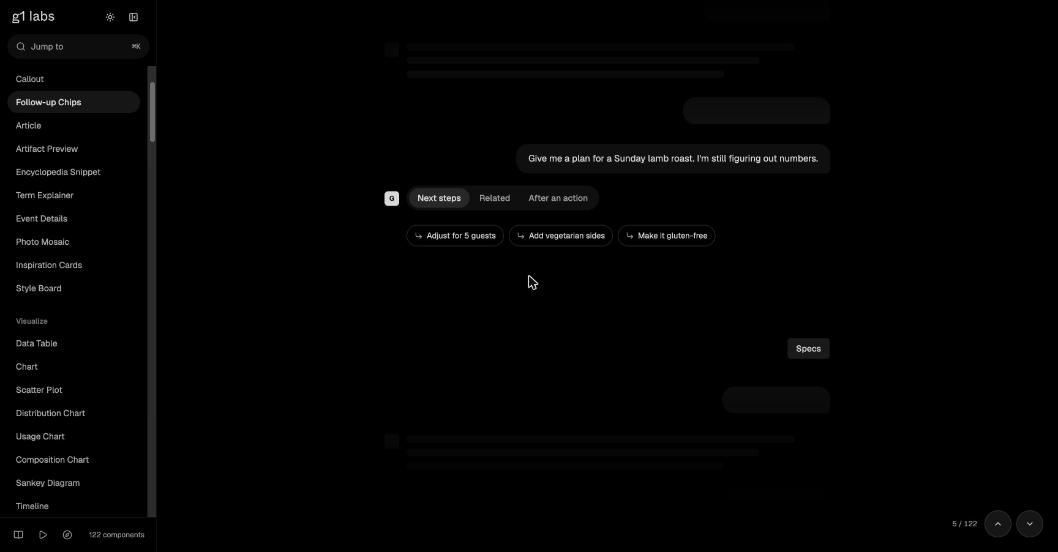 g1 labs
Jump to
⌘K
Callout
Follow-up Chips
Article
Artifact Preview
Encyclopedia Snippet
Term Explainer
Event Details
Photo Mosaic
Inspiration Cards
Style Board
Visualize
Data Table
Chart
Scatter Plot
Distribution Chart
Usage Chart
Composition Chart
Sankey Diagram
Timeline
122 components
Give me a plan for a Sunday lamb roast. I'm still figuring out numbers.
G
Next steps Related After an action
Adjust for 5 guests Add vegetarian sides Make it gluten-free
Specs
5 / 122